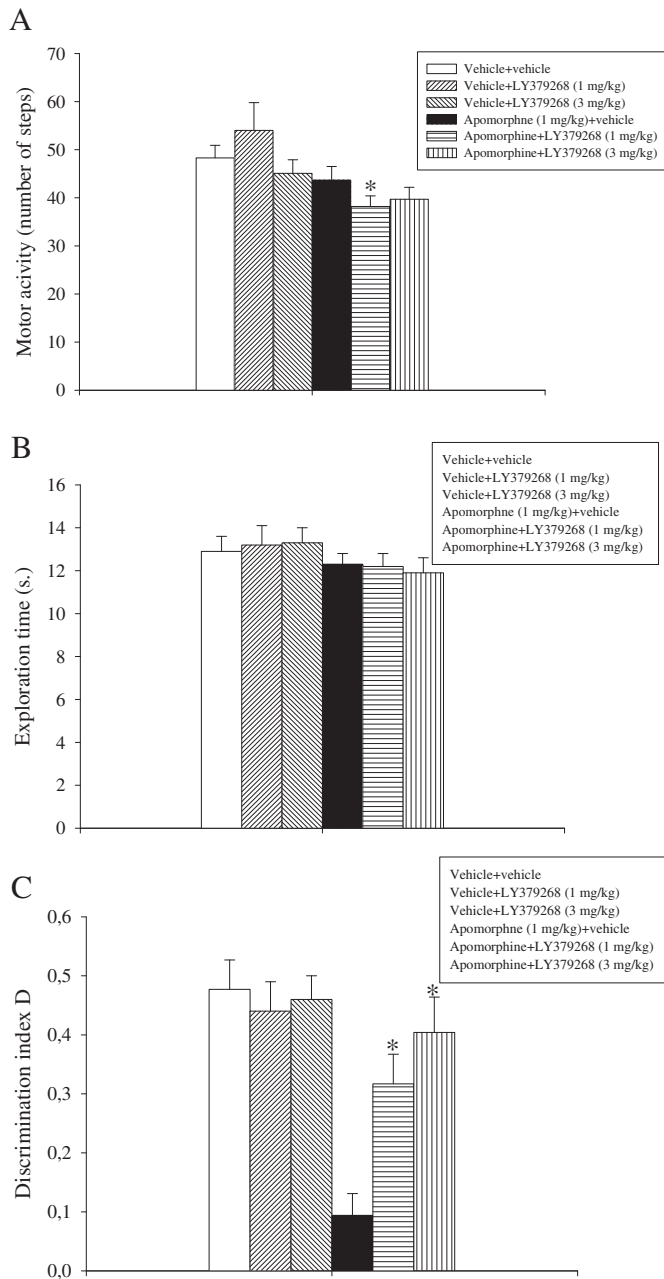 A
Motor acivity (number of steps)
70
60
50
40
30
20
10
0
Vehicle+vehicle
Vehicle+LY379268 (1 mg/kg)
Vehicle+LY379268 (3 mg/kg)
Apomorphne (1 mg/kg)+vehicle
Apomorphine+LY379268 (1 mg/kg)
Apomorphine+LY379268 (3 mg/kg)
*
B
Exploration time (s.)
16
14
12
10
8
6
4
2
0
Vehicle+vehicle
Vehicle+LY379268 (1 mg/kg)
Vehicle+LY379268 (3 mg/kg)
Apomorphne (1 mg/kg)+vehicle
Apomorphine+LY379268 (1 mg/kg)
Apomorphine+LY379268 (3 mg/kg)
C
Discrimination index D
0,6
0,5
0,4
0,3
0,2
0,1
0,0
Vehicle+vehicle
Vehicle+LY379268 (1 mg/kg)
Vehicle+LY379268 (3 mg/kg)
Apomorphne (1 mg/kg)+vehicle
Apomorphine+LY379268 (1 mg/kg)
Apomorphine+LY379268 (3 mg/kg)
*
*